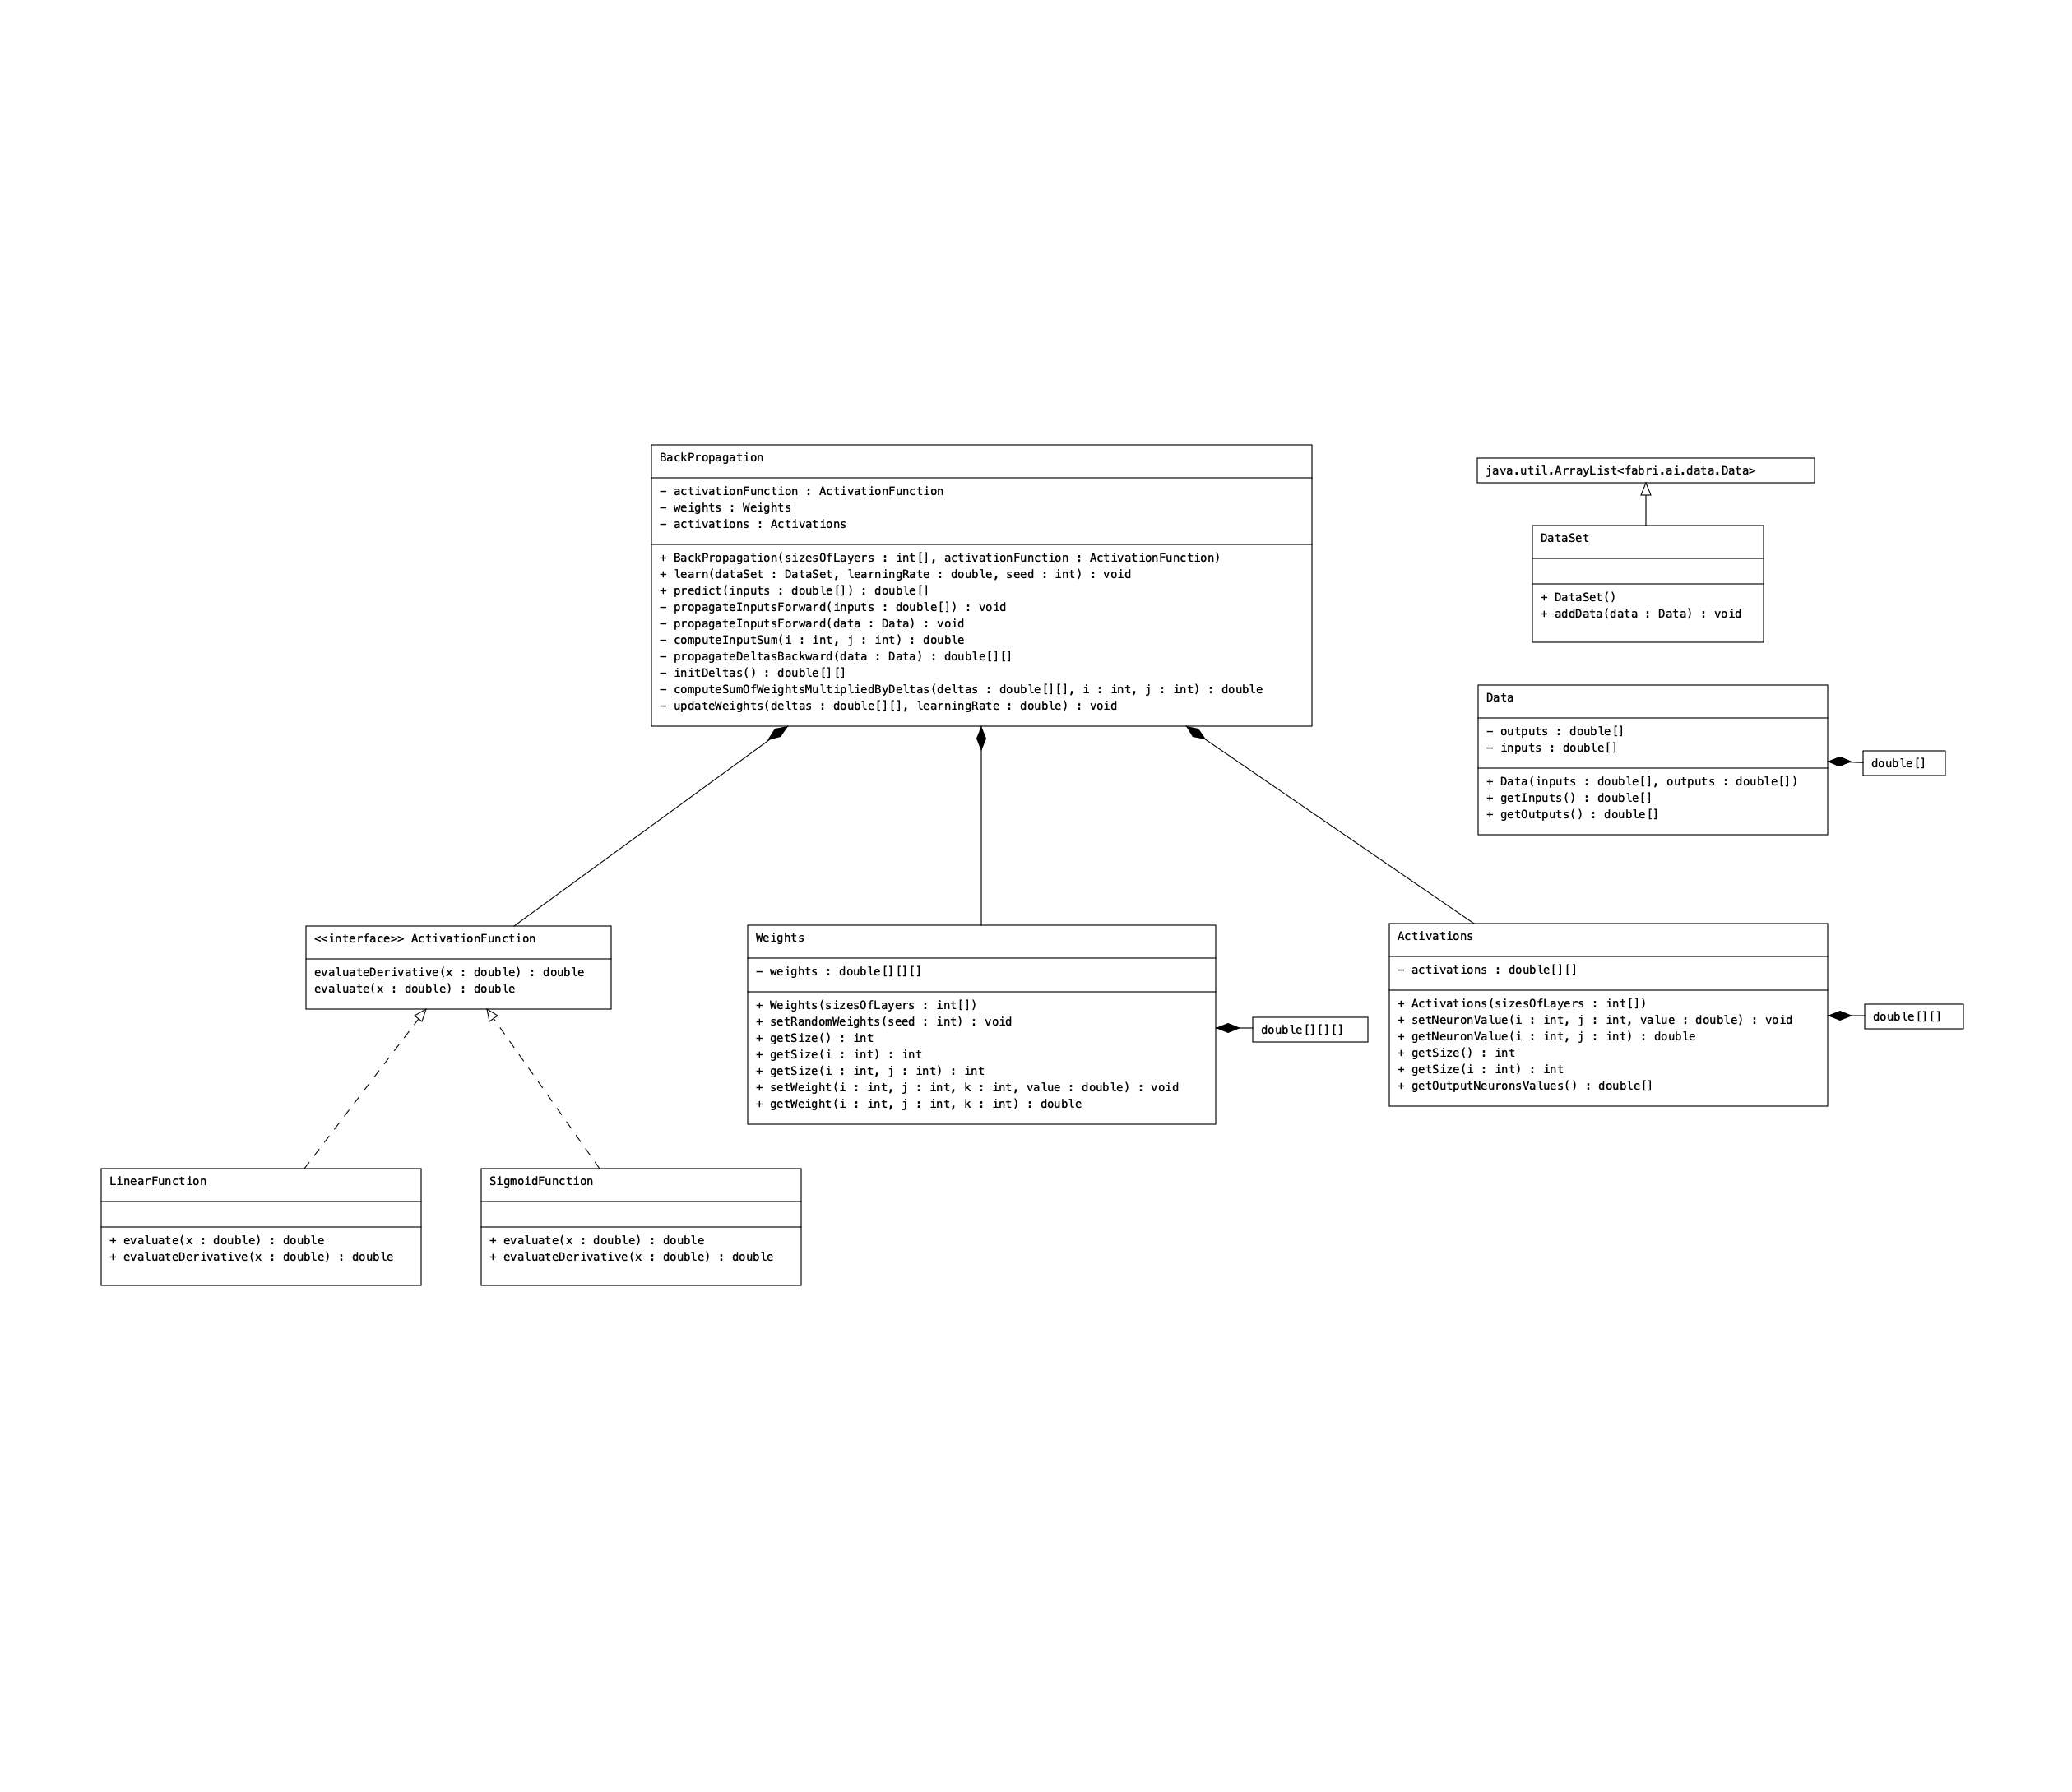 BackPropagation
− activationFunction : ActivationFunction
− weights : Weights
− activations : Activations
+ BackPropagation(sizesOfLayers : int[], activationFunction : ActivationFunction)
+ learn(dataSet : DataSet, learningRate : double, seed : int) : void
+ predict(inputs : double[]) : double[]
− propagateInputsForward(inputs : double[]) : void
− propagateInputsForward(data : Data) : void
− computeInputSum(i : int, j : int) : double
− propagateDeltasBackward(data : Data) : double[][]
− initDeltas() : double[][]
− computeSumOfWeightsMultipliedByDeltas(deltas : double[][], i : int, j : int) : double
− updateWeights(deltas : double[][], learningRate : double) : void
java.util.ArrayList<fabri.ai.data.Data>
DataSet
+ DataSet()
+ addData(data : Data) : void
Data
− outputs : double[]
− inputs : double[]
+ Data(inputs : double[], outputs : double[])
+ getInputs() : double[]
+ getOutputs() : double[]
double[]
<<interface>> ActivationFunction
evaluateDerivative(x : double) : double
evaluate(x : double) : double
Weights
− weights : double[][][]
+ Weights(sizesOfLayers : int[])
+ setRandomWeights(seed : int) : void
+ getSize() : int
+ getSize(i : int) : int
+ getSize(i : int, j : int) : int
+ setWeight(i : int, j : int, k : int, value : double) : void
+ getWeight(i : int, j : int, k : int) : double
double[][][]
Activations
− activations : double[][]
+ Activations(sizesOfLayers : int[])
+ setNeuronValue(i : int, j : int, value : double) : void
+ getNeuronValue(i : int, j : int) : double
+ getSize() : int
+ getSize(i : int) : int
+ getOutputNeuronsValues() : double[]
double[][]
LinearFunction
+ evaluate(x : double) : double
+ evaluateDerivative(x : double) : double
SigmoidFunction
+ evaluate(x : double) : double
+ evaluateDerivative(x : double) : double